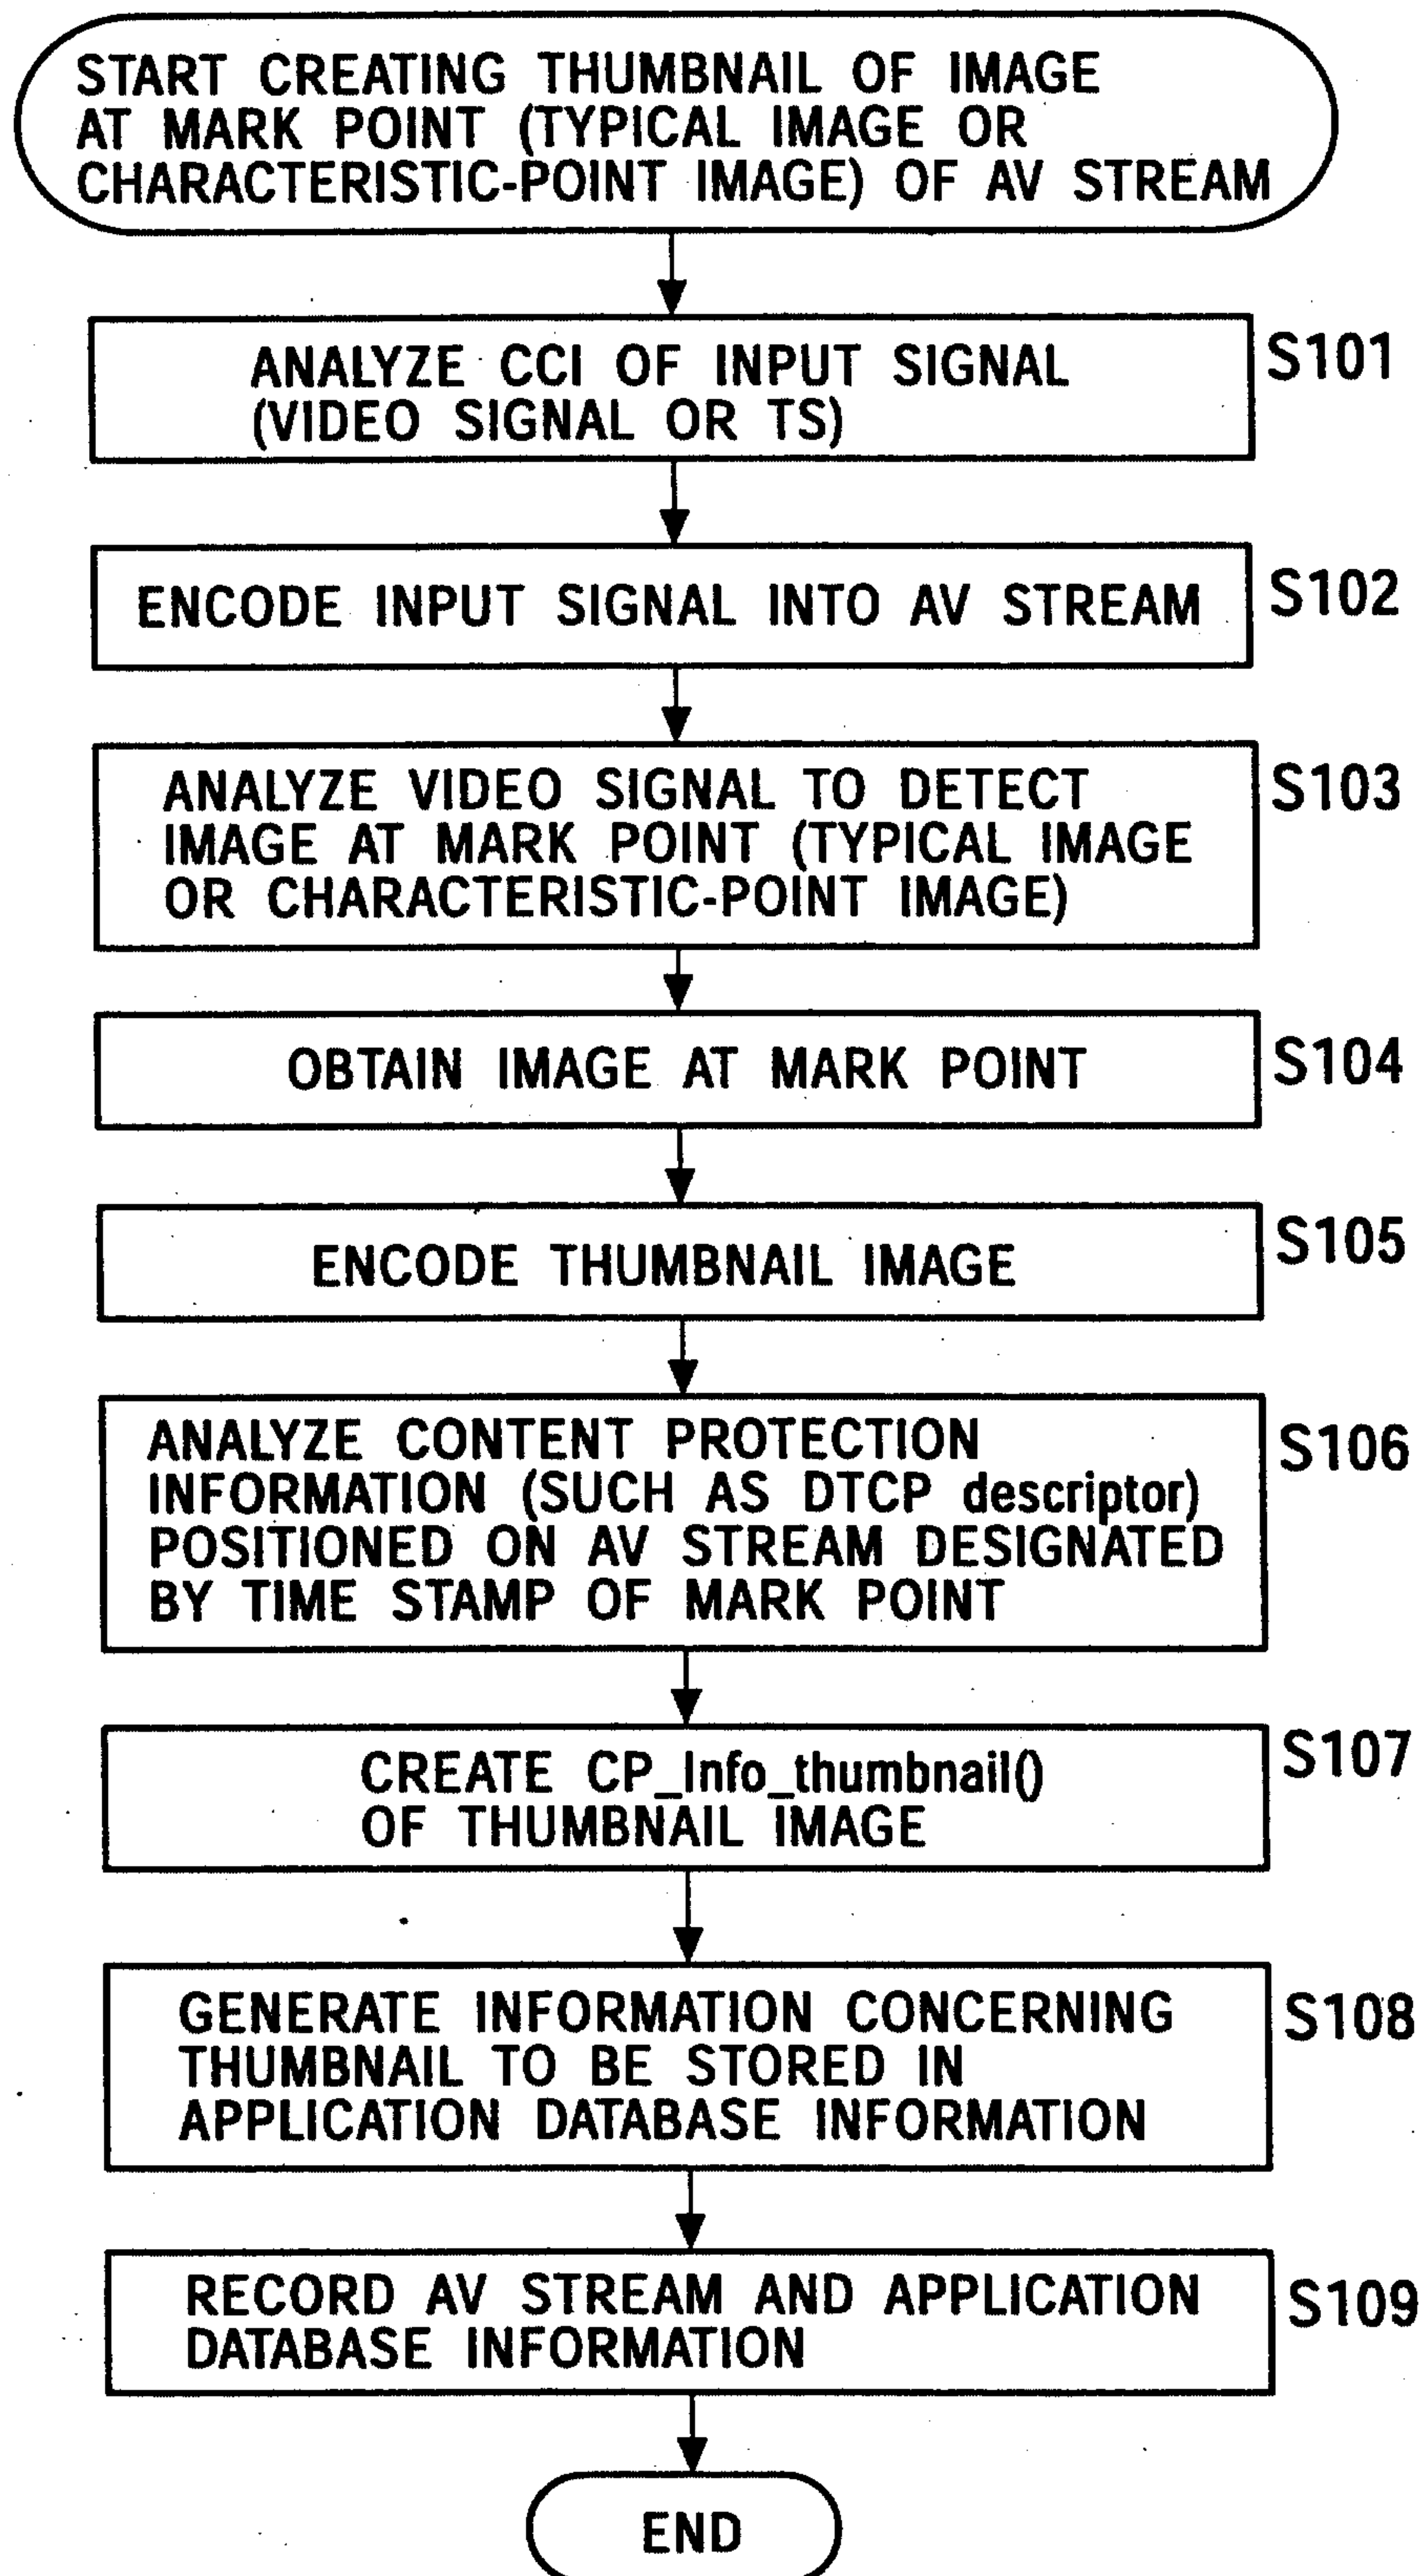 START CREATING THUMBNAIL OF IMAGE
AT MARK POINT (TYPICAL IMAGE OR
CHARACTERISTIC-POINT IMAGE) OF AV STREAM
ANALYZE CCI OF INPUT SIGNAL
(VIDEO SIGNAL OR TS)
S101
ENCODE INPUT SIGNAL INTO AV STREAM
S102
ANALYZE VIDEO SIGNAL TO DETECT
IMAGE AT MARK POINT (TYPICAL IMAGE
OR CHARACTERISTIC-POINT IMAGE)
S103
OBTAIN IMAGE AT MARK POINT
S104
ENCODE THUMBNAIL IMAGE
S105
ANALYZE CONTENT PROTECTION
INFORMATION (SUCH AS DTCP descriptor)
POSITIONED ON AV STREAM DESIGNATED
BY TIME STAMP OF MARK POINT
S106
CREATE CP_Info_thumbnail()
OF THUMBNAIL IMAGE
S107
GENERATE INFORMATION CONCERNING
THUMBNAIL TO BE STORED IN
APPLICATION DATABASE INFORMATION
S108
RECORD AV STREAM AND APPLICATION
DATABASE INFORMATION
S109
END